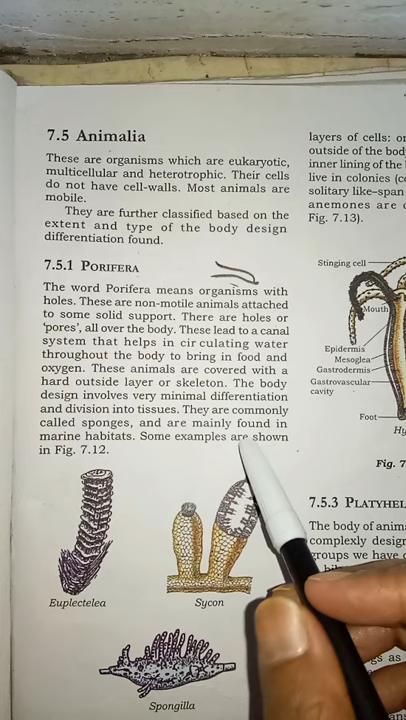 7.5 Animalia
These are organisms which are eukaryotic,
multicellular and heterotrophic. Their cells
do not have cell-walls. Most animals are
mobile.
They are further classified based on the
extent and type of the body design
differentiation found.
7.5.1 PORIFERA
The word Porifera means organisms with
holes. These are non-motile animals attached
to some solid support. There are holes or
‘pores’, all over the body. These lead to a canal
system that helps in cir culating water
throughout the body to bring in food and
oxygen. These animals are covered with a
hard outside layer or skeleton. The body
design involves very minimal differentiation
and division into tissues. They are commonly
called sponges, and are mainly found in
marine habitats. Some examples are shown
in Fig. 7.12.
Euplectelea
Sycon
Spongilla
layers of cells:
outside of the
inner lining of the
live in colonies
solitary like–span
anemones are
Fig. 7.13).
Stinging cell
Mouth
Epidermis
Mesoglea
Gastrodermis
Gastrovascular
cavity
Foot
Fig.
7.5.3
The body of
complexly
groups we have
as